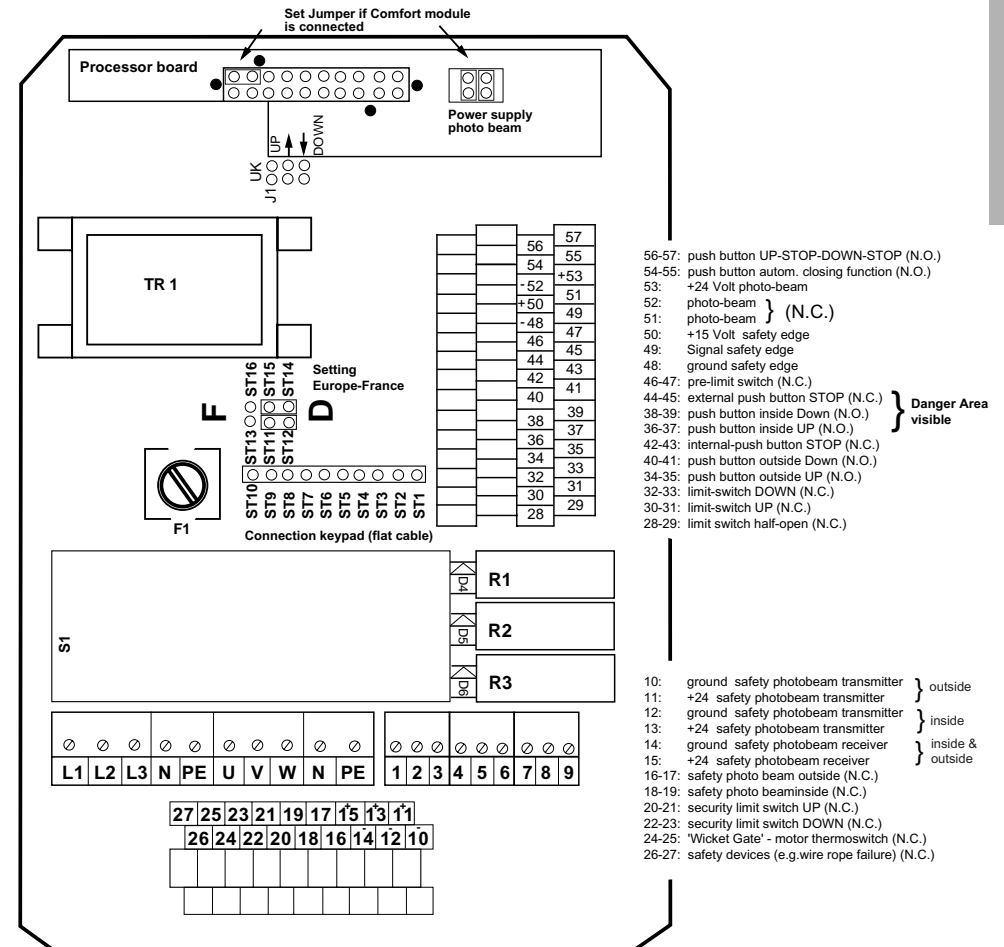 Set Jumper if Comfort module
is connected
Processor board
Power supply
photo beam
UP
DOWN
UK
J1
TR 1
57
56
55
54
+53
-52
51
+50
49
-48
47
46
45
44
43
42
41
40
39
38
37
36
35
34
33
32
31
30
29
28
56-57: push button UP-STOP-DOWN-STOP (N.O.)
54-55: push button autom. closing function (N.O.)
53: +24 Volt photo-beam
52: photo-beam
51: photo-beam
} (N.C.)
50: +15 Volt safety edge
49: Signal safety edge
48: ground safety edge
46-47: pre-limit switch (N.C.)
44-45: external push button STOP (N.C.)
38-39: push button inside Down (N.O.)
36-37: push button inside UP (N.O.)
} Danger Area
visible
42-43: internal-push button STOP (N.C.)
40-41: push button outside Down (N.O.)
34-35: push button outside UP (N.O.)
32-33: limit-switch DOWN (N.C.)
30-31: limit-switch UP (N.C.)
28-29: limit switch half-open (N.C.)
ST16 ST15 ST14
Setting
Europe-France
F
D
ST13 ST11 ST12
ST10 ST9 ST8 ST7 ST6 ST5 ST4 ST3 ST2 ST1
F1
Connection keypad (flat cable)
S1
D4
R1
D5
R2
D6
R3
L1 L2 L3 N PE U V W N PE
1 2 3 4 5 6 7 8 9
27 25 23 21 19 17 15+ 13+ 11+
26 24 22 20 18 16 14- 12- 10-
10: ground safety photobeam transmitter
11: +24 safety photobeam transmitter
} outside
12: ground safety photobeam transmitter
13: +24 safety photobeam transmitter
} inside
14: ground safety photobeam receiver
15: +24 safety photobeam receiver
} inside &
outside
16-17: safety photo beam outside (N.C.)
18-19: safety photo beaminside (N.C.)
20-21: security limit switch UP (N.C.)
22-23: security limit switch DOWN (N.C.)
24-25: 'Wicket Gate' - motor thermoswitch (N.C.)
26-27: safety devices (e.g.wire rope failure) (N.C.)